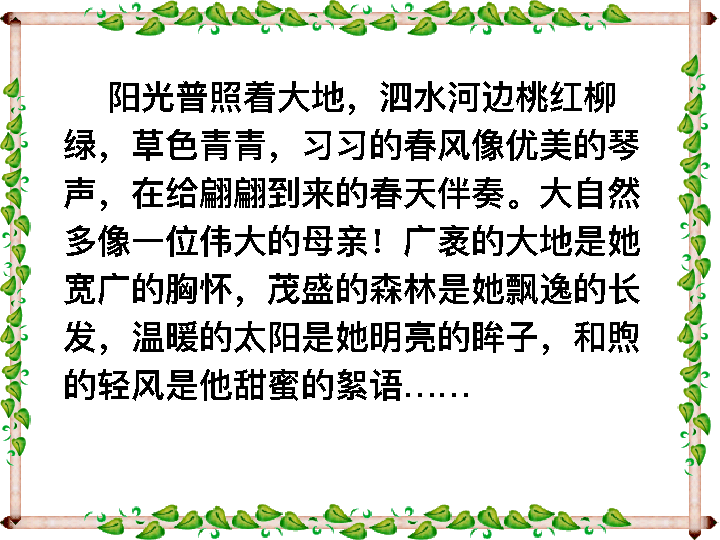 阳光普照着大地，泗水河边桃红柳
绿，草色青青，习习的春风像优美的琴
声，在给翩翩到来的春天伴奏。大自然
多像一位伟大的母亲！广袤的大地是她
宽广的胸怀，茂盛的森林是她飘逸的长
发，温暖的太阳是她明亮的眸子，和煦
的轻风是他甜蜜的絮语……